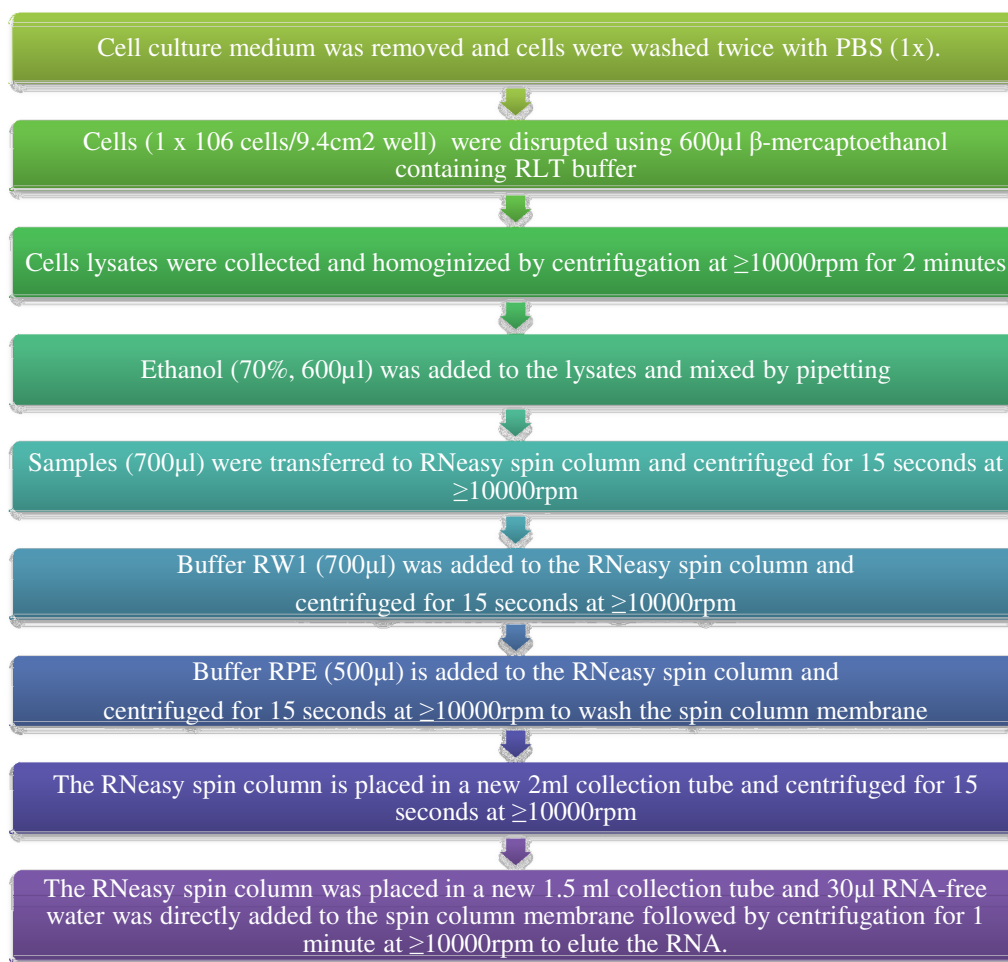 Cell culture medium was removed and cells were washed twice with PBS (1x).
Cells (1 x 106 cells/9.4cm2 well) were disrupted using 600µl β-mercaptoethanol
containing RLT buffer
Cells lysates were collected and homoginized by centrifugation at ≥10000rpm for 2 minutes
Ethanol (70%, 600µl) was added to the lysates and mixed by pipetting
Samples (700µl) were transferred to RNeasy spin column and centrifuged for 15 seconds at
≥10000rpm
Buffer RW1 (700µl) was added to the RNeasy spin column and
centrifuged for 15 seconds at ≥10000rpm
Buffer RPE (500µl) is added to the RNeasy spin column and
centrifuged for 15 seconds at ≥10000rpm to wash the spin column membrane
The RNeasy spin column is placed in a new 2ml collection tube and centrifuged for 15
seconds at ≥10000rpm
The RNeasy spin column was placed in a new 1.5 ml collection tube and 30µl RNA-free
water was directly added to the spin column membrane followed by centrifugation for 1
minute at ≥10000rpm to elute the RNA.